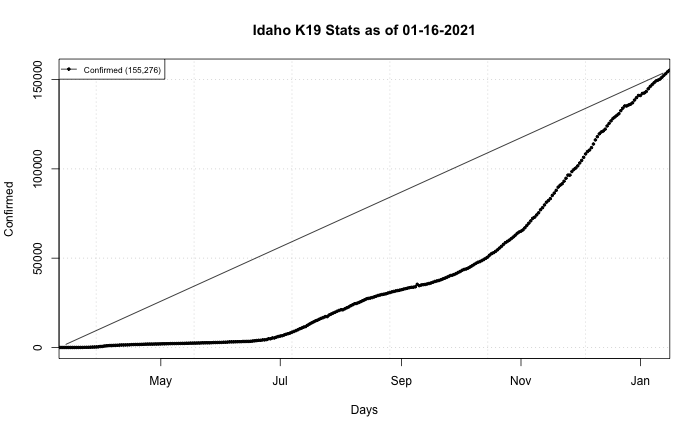 Idaho K19 Stats as of 01-16-2021
Confirmed (155,276)
150000
100000
50000
0
Confirmed
May Jul Sep Nov Jan
Days